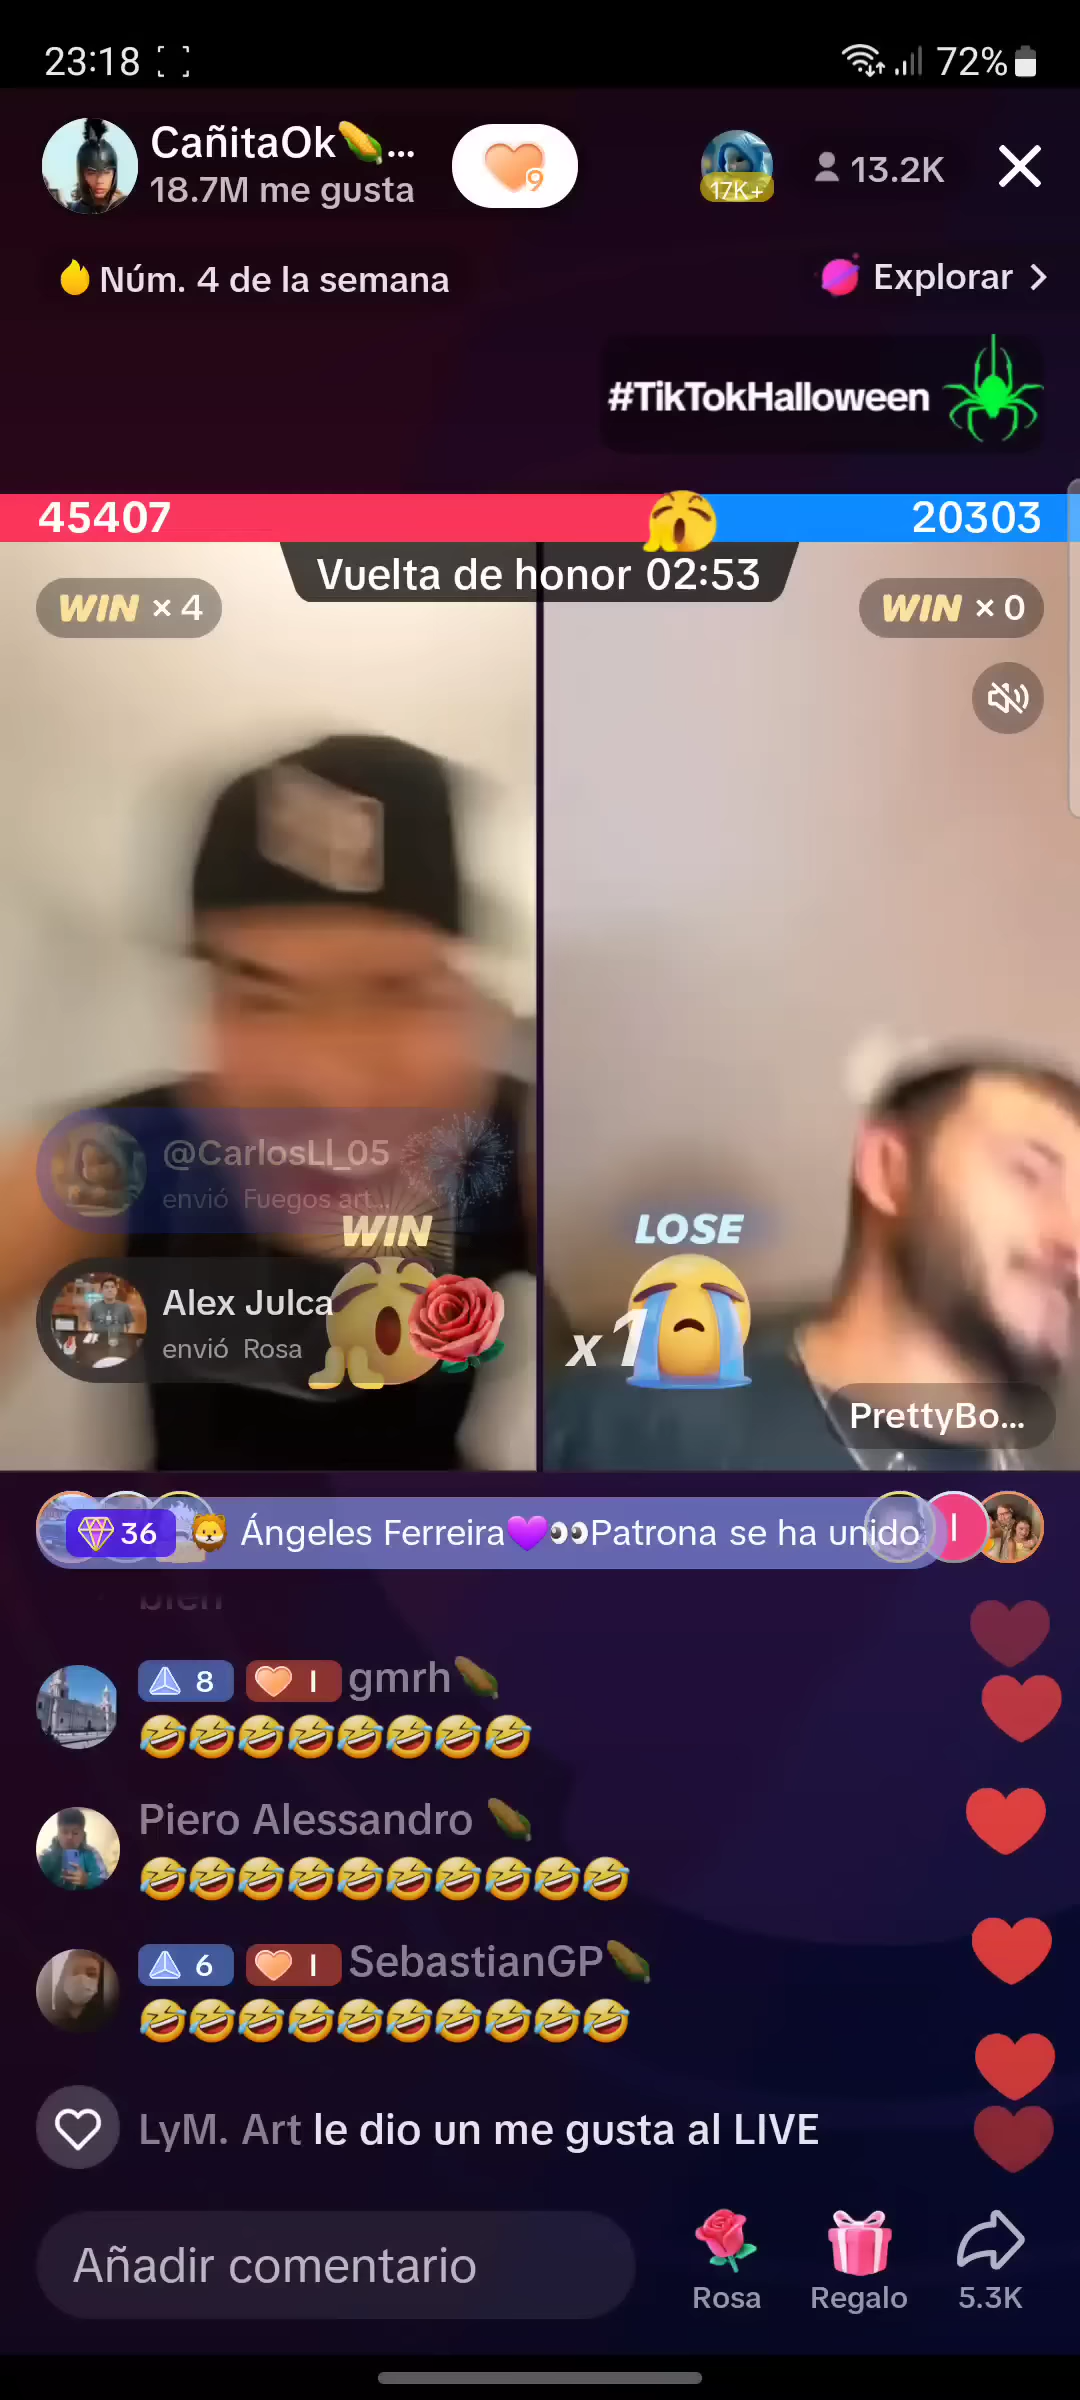 23:18
72%
CañitaOk🌽...
18.7M me gusta
9
17K+
13.2K
Núm. 4 de la semana
Explorar >
#TikTokHalloween
45407
20303
Vuelta de honor 02:53
WIN × 4
WIN × 0
@CarlosLl_05
envió Fuegos art...
WIN
LOSE
Alex Julca
envió Rosa
x1
PrettyBo...
36 🦁 Ángeles Ferreira💜👀Patrona se ha unido
bien
8 I gmrh🌽
🤣🤣🤣🤣🤣🤣🤣🤣
Piero Alessandro 🌽
🤣🤣🤣🤣🤣🤣🤣🤣🤣🤣
6 I SebastianGP🌽
🤣🤣🤣🤣🤣🤣🤣🤣🤣🤣
LyM. Art le dio un me gusta al LIVE
Añadir comentario
Rosa
Regalo
5.3K